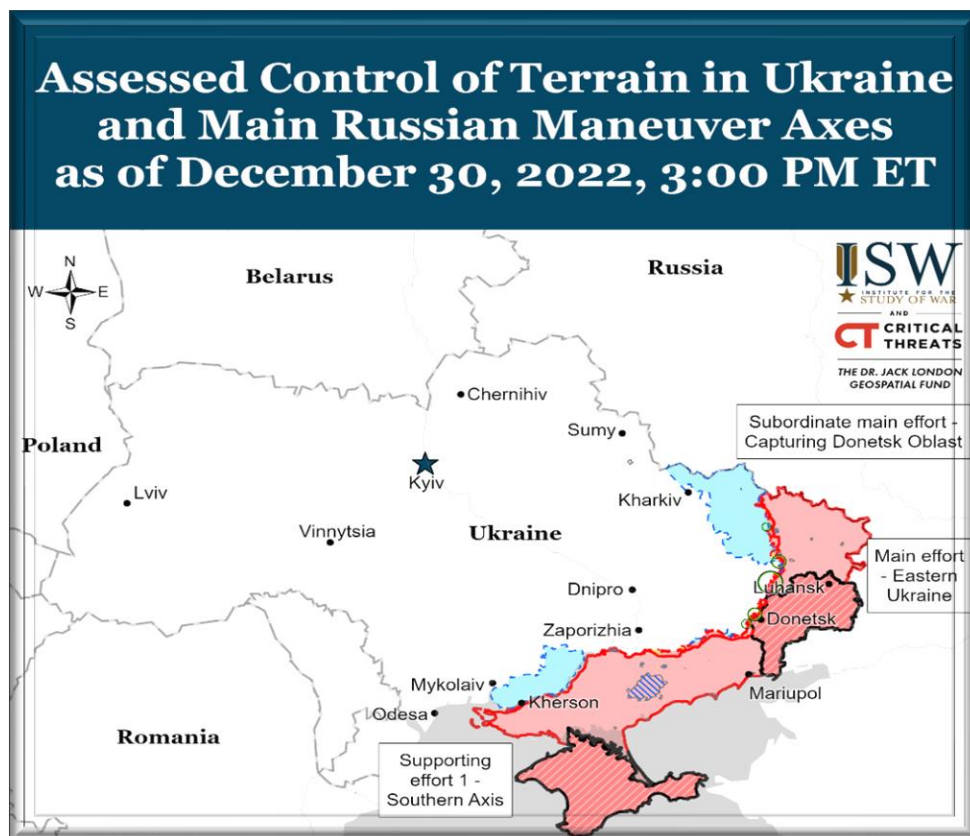 Assessed Control of Terrain in Ukraine
and Main Russian Maneuver Axes
as of December 30, 2022, 3:00 PM ET
N
W
E
S
Belarus
Russia
ISW
INSTITUTE FOR THE
STUDY OF WAR
AND
CT CRITICAL
THREATS
THE DR. JACK LONDON
GEOSPATIAL FUND
Chernihiv
Subordinate main effort -
Capturing Donetsk Oblast
Sumy
Poland
Kyiv
Lviv
Kharkiv
Vinnytsia
Ukraine
Main effort
- Eastern
Ukraine
Dnipro
Luhansk
Donetsk
Zaporizhia
Mykolaiv
Mariupol
Kherson
Odesa
Romania
Supporting
effort 1 -
Southern Axis